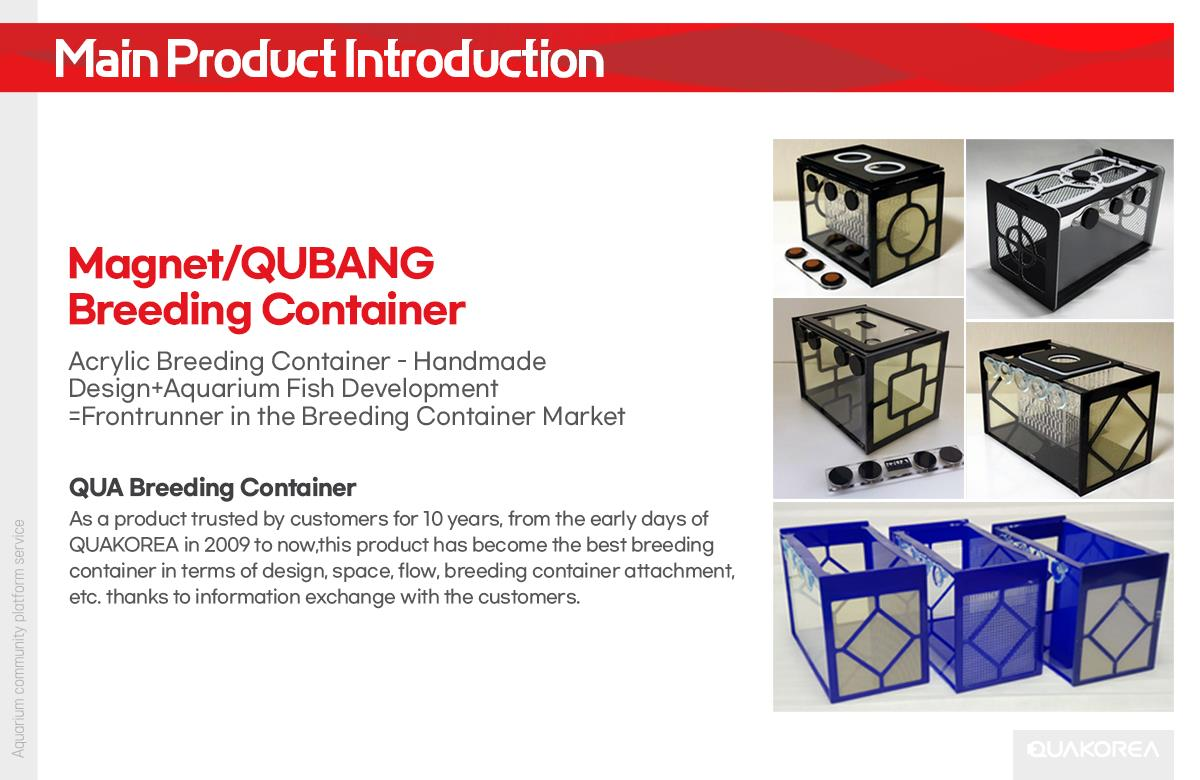 Main Product Introduction
Magnet/QUBANG
Breeding Container
Acrylic Breeding Container - Handmade
Design+Aquarium Fish Development
=Frontrunner in the Breeding Container Market
QUA Breeding Container
As a product trusted by customers for 10 years, from the early days of
QUAKOREA in 2009 to now,this product has become the best breeding
container in terms of design, space, flow, breeding container attachment,
etc. thanks to information exchange with the customers.
Aquarium community platform service
QUAKOREA